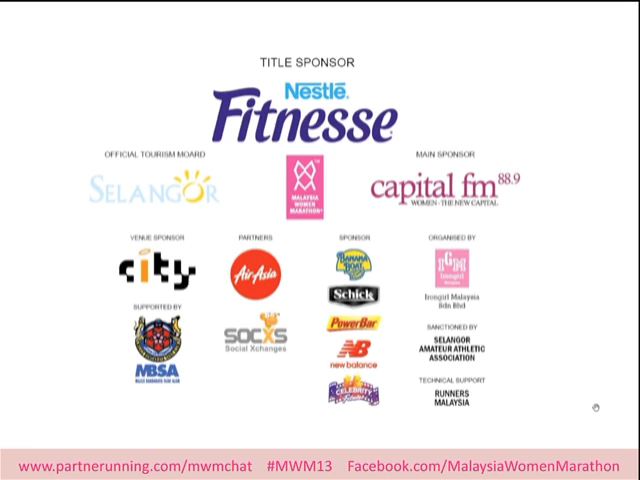 TITLE SPONSOR
Nestlé.
Fitnesse
OFFICIAL TOURISM MOARD
MAIN SPONSOR
SELANGOR
MALAYSIA
WOMEN
MARATHON
capital fm 88.9
WOMEN - THE NEW CAPITAL
VENUE SPONSOR
PARTNERS
SPONSOR
ORGANISED BY
city
AirAsia
BANANA
BOAT
Schick
Irongirl Malaysia
Sdn Bhd
SUPPORTED BY
MBSA
SOCXS
Social Xchanges
PowerBar
NB
new balance
CELEBRITY
SANCTIONED BY
SELANGOR
AMATEUR ATHLETIC
ASSOCIATION
TECHNICAL SUPPORT
RUNNERS
MALAYSIA
www.partnerunning.com/mwmchat #MWM13 Facebook.com/MalaysiaWomenMarathon